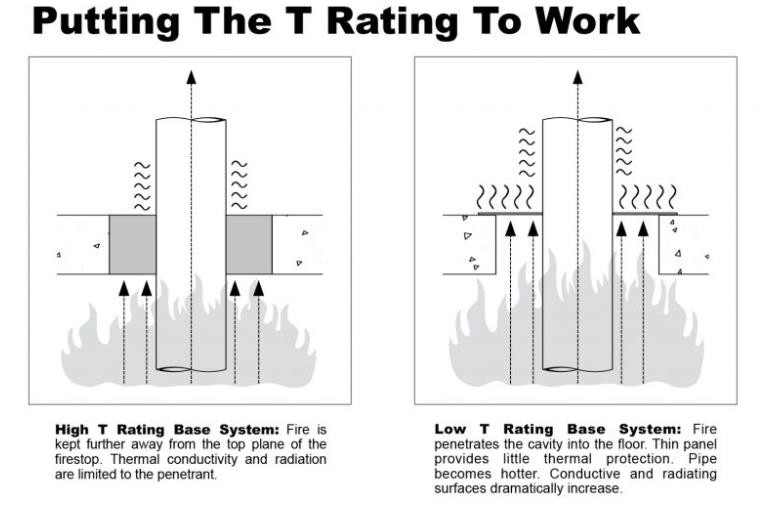 Putting The T Rating To Work
High T Rating Base System: Fire is
kept further away from the top plane of the
firestop. Thermal conductivity and radiation
are limited to the penetrant.
Low T Rating Base System: Fire
penetrates the cavity into the floor. Thin panel
provides little thermal protection. Pipe
becomes hotter. Conductive and radiating
surfaces dramatically increase.